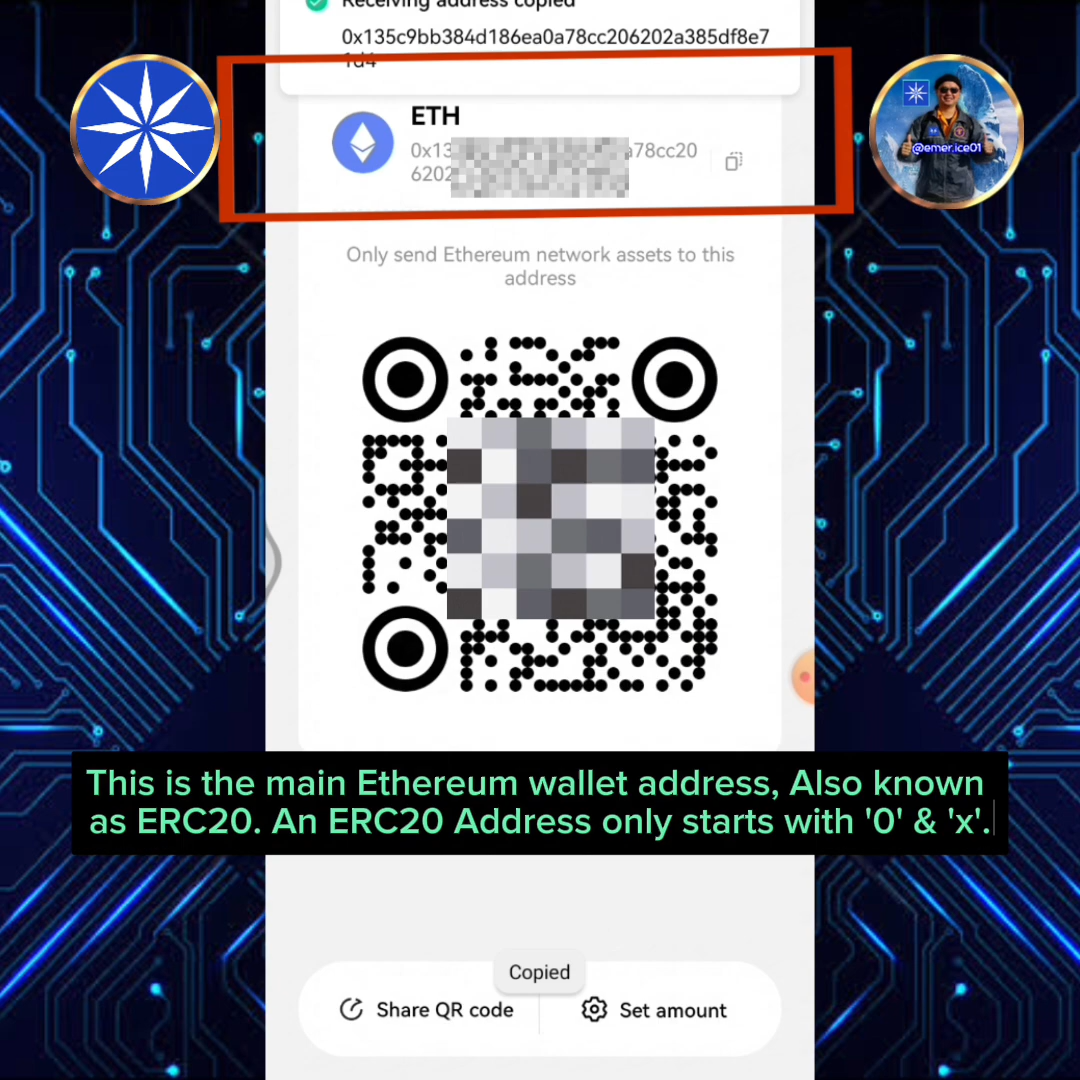 Receiving address copied
0x135c9bb384d186ea0a78cc206202a385df8e7
1d4
ETH
0x13 a78cc20
6202
@emer.ice01
Only send Ethereum network assets to this
address
This is the main Ethereum wallet address, Also known
as ERC20. An ERC20 Address only starts with '0' & 'x'.
Copied
Share QR code
Set amount